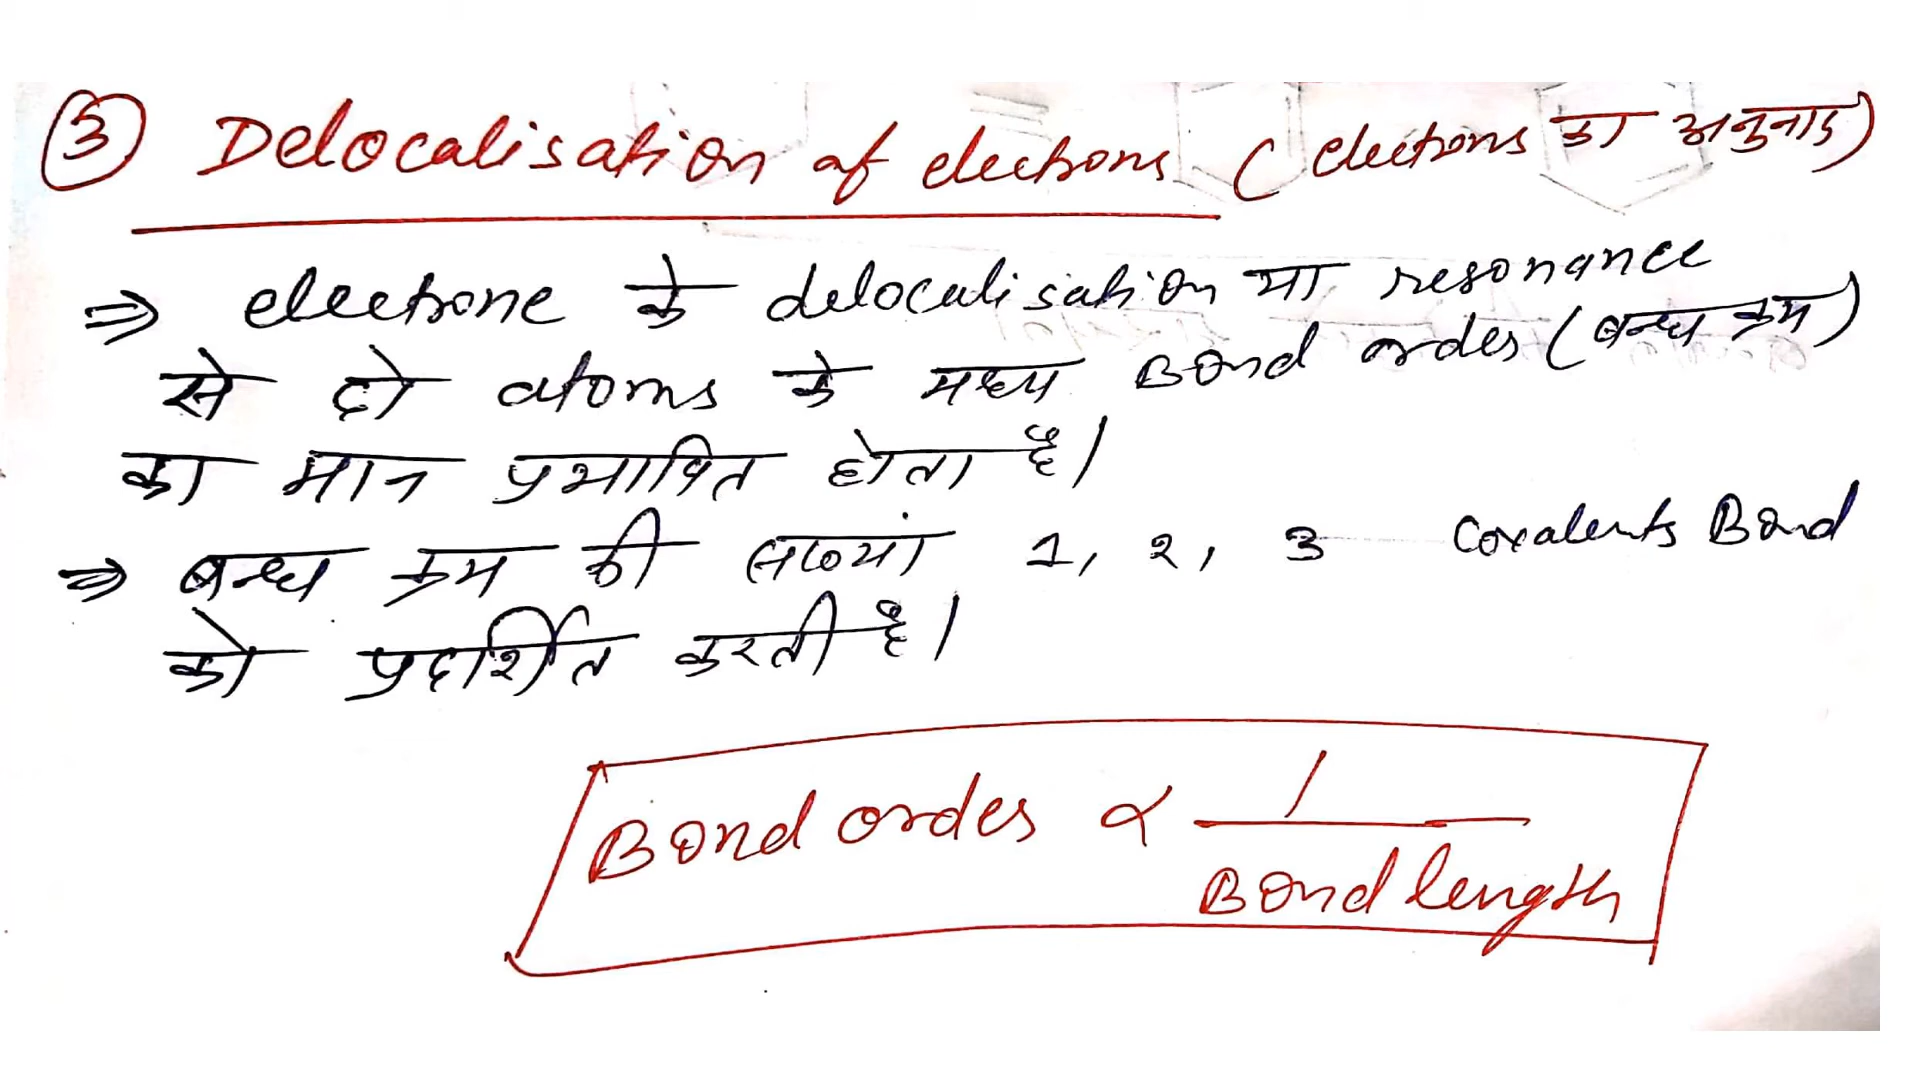 3 Delocalisation of electrons ( electrons का अनुनाद)
⇒ electrone के delocalisation या resonance
से दो atoms के मध्य Bond order (बन्ध क्रम)
का मान प्रभावित होता है।
⇒ बन्ध क्रम की संख्यां 1, 2, 3 Covalents Bond
को प्रदर्शित करती है।
Bond order ∝ 1
Bond length